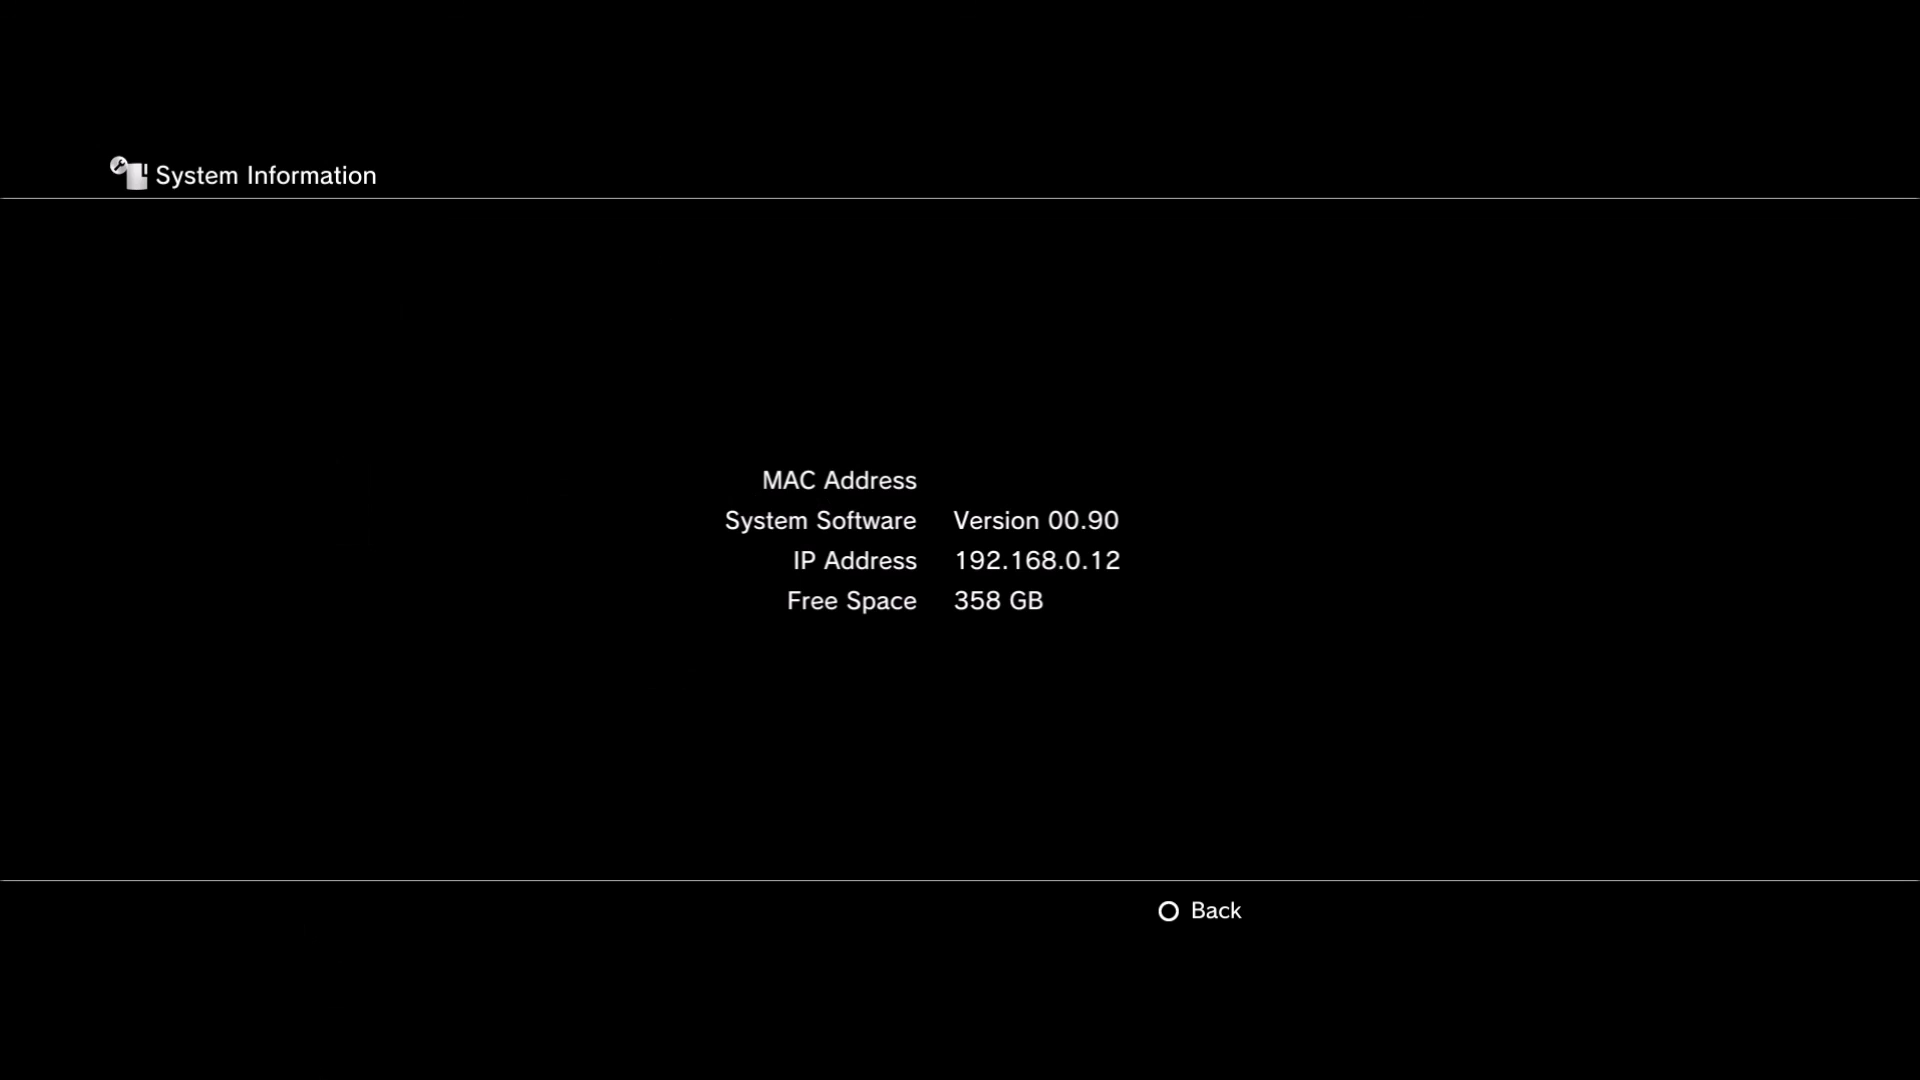 System Information
MAC Address
System Software Version 00.90
IP Address 192.168.0.12
Free Space 358 GB
Back